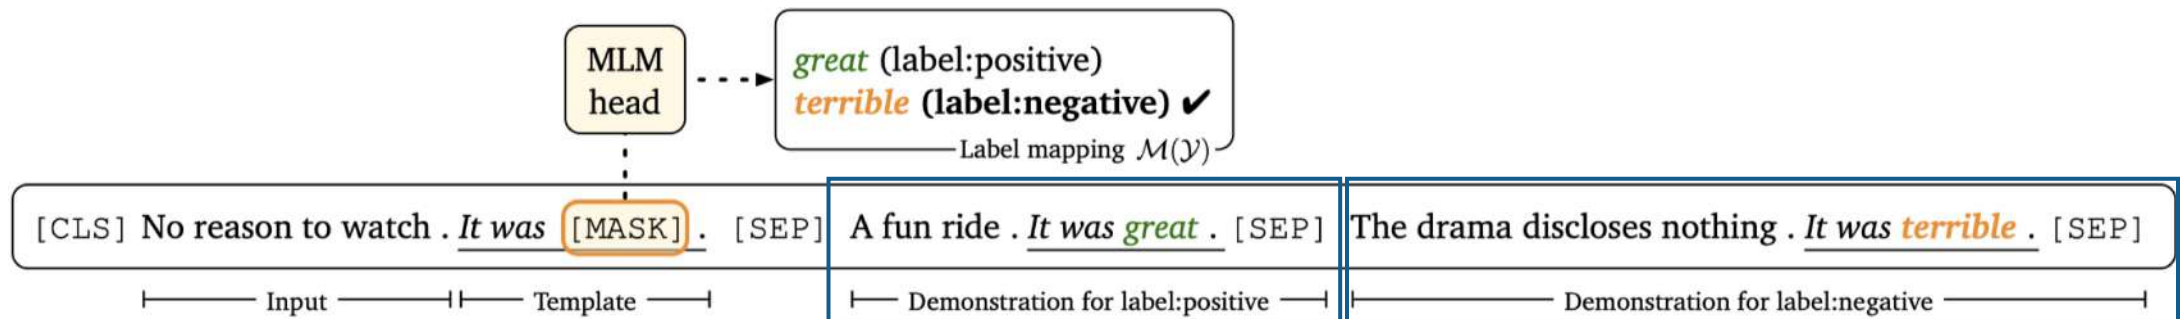 MLM
head
great (label:positive)
terrible (label:negative) ✔
Label mapping ℳ(𝒴)
[CLS] No reason to watch . It was [MASK] . [SEP] A fun ride . It was great . [SEP] The drama discloses nothing . It was terrible . [SEP]
Input Template Demonstration for label:positive Demonstration for label:negative